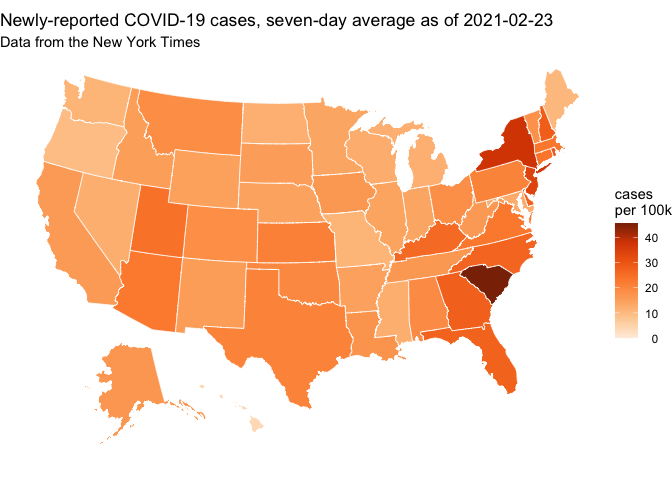 Newly-reported COVID-19 cases, seven-day average as of 2021-02-23
Data from the New York Times
cases
per 100k
40
30
20
10
0